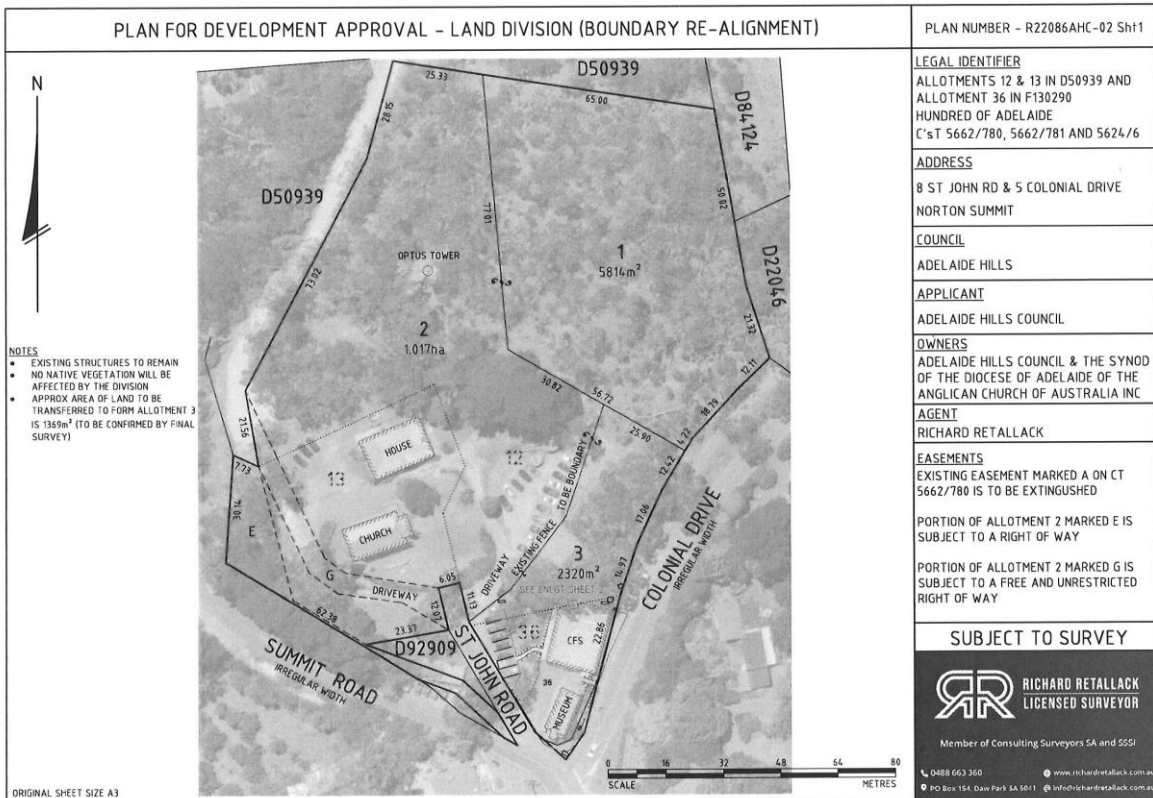 PLAN FOR DEVELOPMENT APPROVAL - LAND DIVISION (BOUNDARY RE-ALIGNMENT)
PLAN NUMBER - R22086AHC-02 Sht1
N
NOTES
• EXISTING STRUCTURES TO REMAIN
• NO NATIVE VEGETATION WILL BE
AFFECTED BY THE DIVISION
• APPROX AREA OF LAND TO BE
TRANSFERRED TO FORM ALLOTMENT 3
IS 1369m² (TO BE CONFIRMED BY FINAL
SURVEY)
D50939
25.33
65.00
D84124
28.15
D50939
77.01
50.02
OPTUS TOWER
1
5814m²
D22046
73.02
2
1.017ha
21.32
12.11
30.82
56.72
18.79
25.90
4.22
21.56
7.73
HOUSE
13
12
12.42
30.14
E
CHURCH
EXISTING FENCE TO BE BOUNDARY
17.06
COLONIAL DRIVE
IRREGULAR WIDTH
3
2320m²
SEE ENLGT SHEET 2
14.97
G
DRIVEWAY
DRIVEWAY
6.05
11.13
12.07
62.38
23.37
D92909
36
CFS
22.86
SUMMIT ROAD
IRREGULAR WIDTH
ST JOHN ROAD
36
MUSEUM
0 16 32 48 64 80
SCALE METRES
ORIGINAL SHEET SIZE A3
LEGAL IDENTIFIER
ALLOTMENTS 12 & 13 IN D50939 AND
ALLOTMENT 36 IN F130290
HUNDRED OF ADELAIDE
C'sT 5662/780, 5662/781 AND 5624/6
ADDRESS
8 ST JOHN RD & 5 COLONIAL DRIVE
NORTON SUMMIT
COUNCIL
ADELAIDE HILLS
APPLICANT
ADELAIDE HILLS COUNCIL
OWNERS
ADELAIDE HILLS COUNCIL & THE SYNOD
OF THE DIOCESE OF ADELAIDE OF THE
ANGLICAN CHURCH OF AUSTRALIA INC
AGENT
RICHARD RETALLACK
EASEMENTS
EXISTING EASEMENT MARKED A ON CT
5662/780 IS TO BE EXTINGUSHED
PORTION OF ALLOTMENT 2 MARKED E IS
SUBJECT TO A RIGHT OF WAY
PORTION OF ALLOTMENT 2 MARKED G IS
SUBJECT TO A FREE AND UNRESTRICTED
RIGHT OF WAY
SUBJECT TO SURVEY
RICHARD RETALLACK
LICENSED SURVEYOR
Member of Consulting Surveyors SA and SSSI
0488 663 360 www.richardretallack.com.au
PO Box 154, Daw Park SA 5041 info@richardretallack.com.au